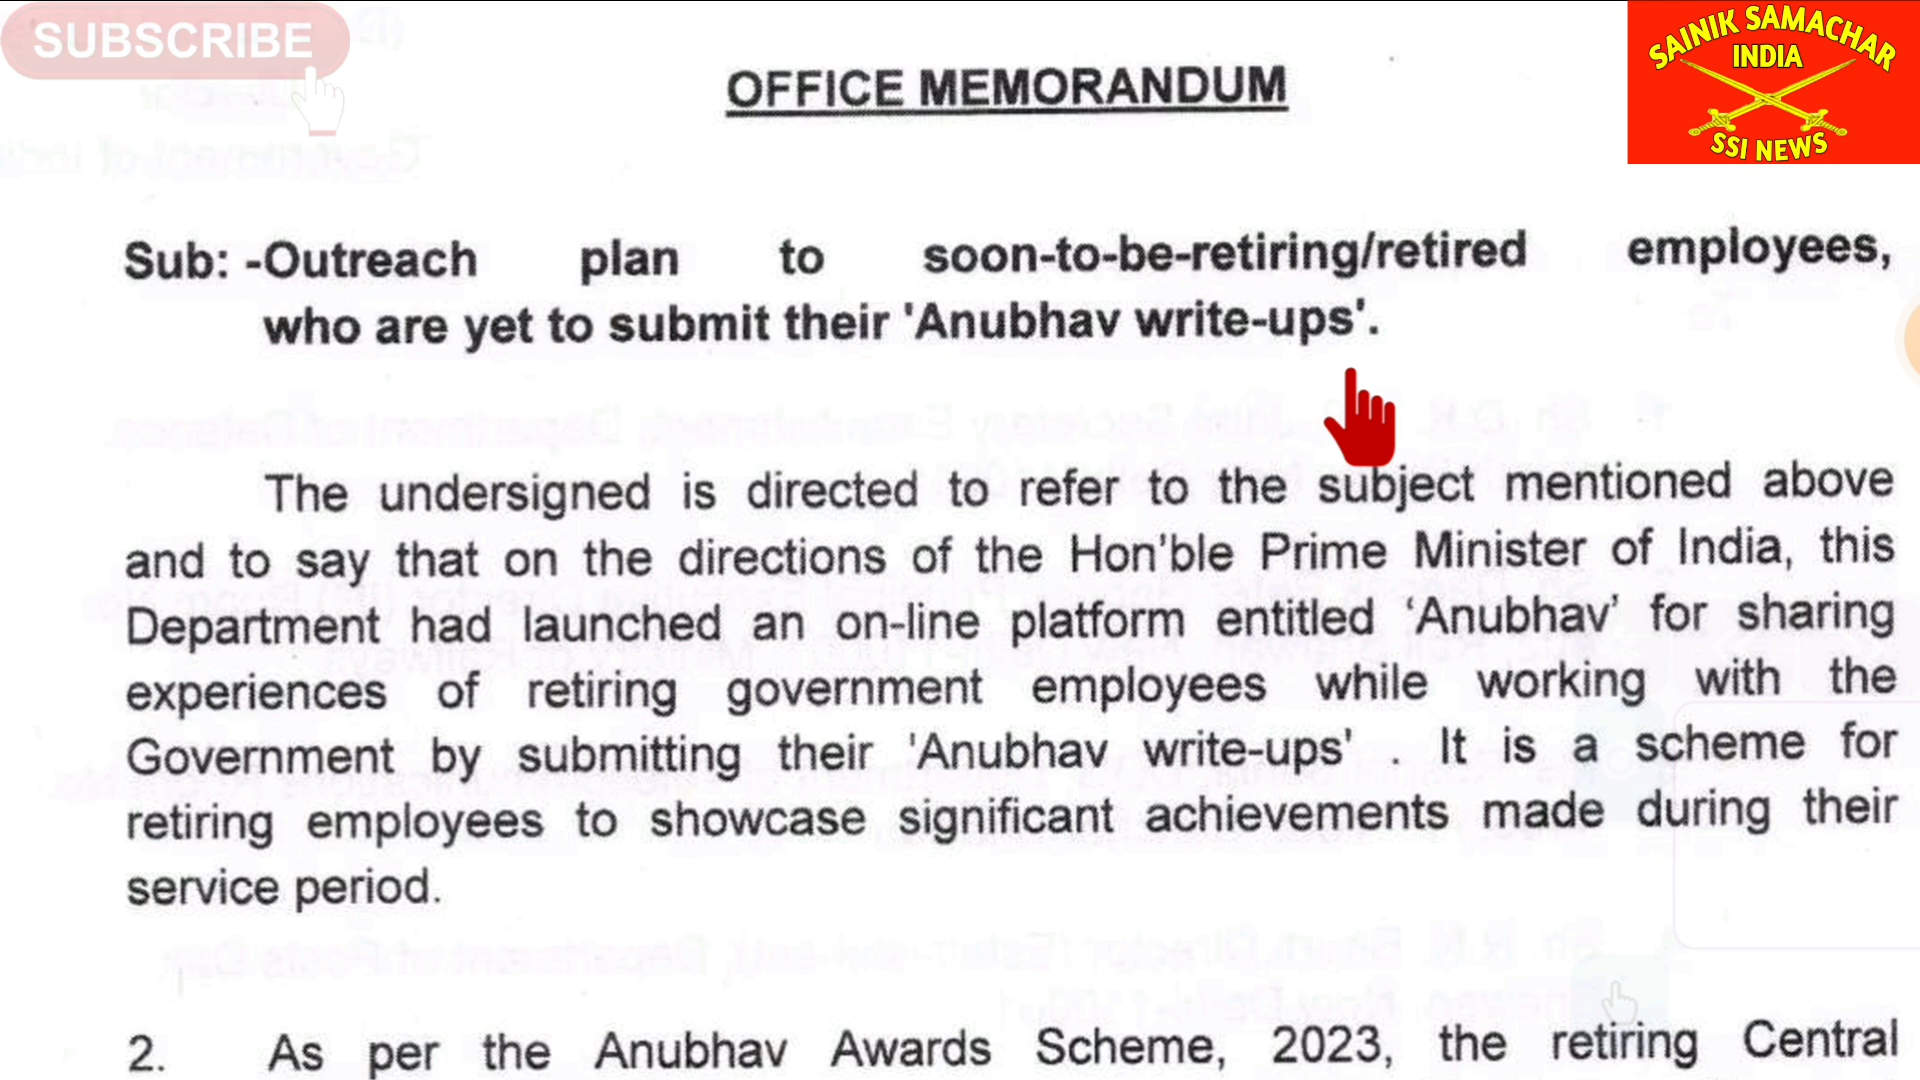 SUBSCRIBE
SAINIK SAMACHAR
INDIA
SSI NEWS
OFFICE MEMORANDUM
Sub: -Outreach plan to soon-to-be-retiring/retired employees,
who are yet to submit their 'Anubhav write-ups'.
The undersigned is directed to refer to the subject mentioned above
and to say that on the directions of the Hon'ble Prime Minister of India, this
Department had launched an on-line platform entitled ‘Anubhav’ for sharing
experiences of retiring government employees while working with the
Government by submitting their 'Anubhav write-ups' . It is a scheme for
retiring employees to showcase significant achievements made during their
service period.
2. As per the Anubhav Awards Scheme, 2023, the retiring Central